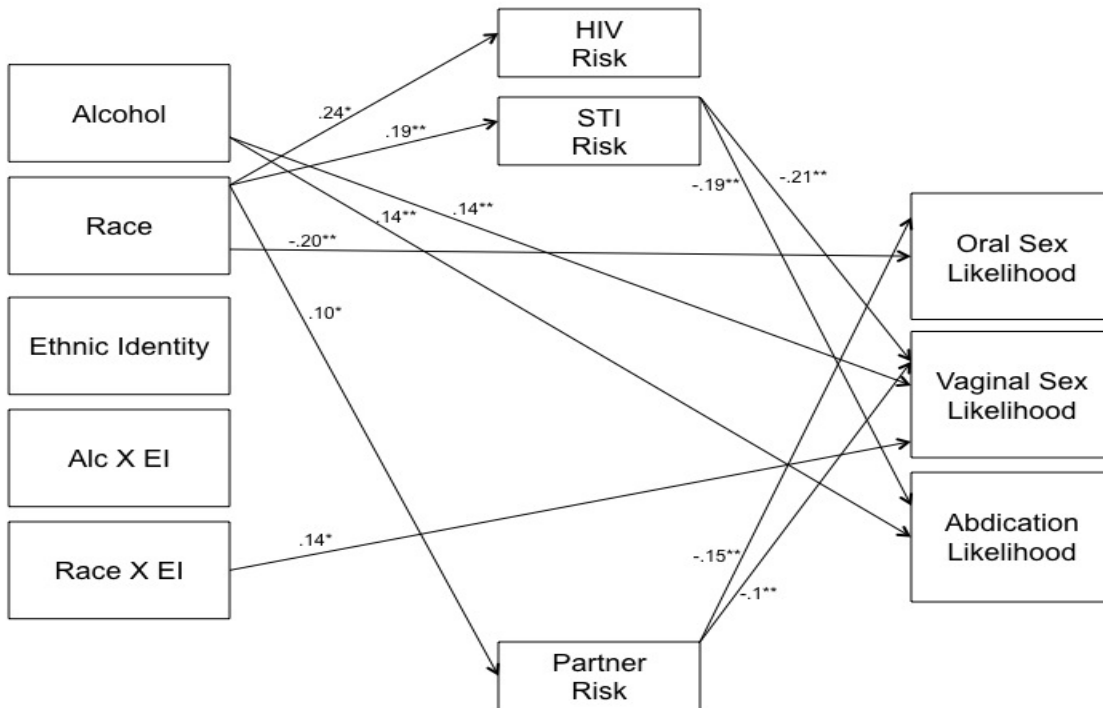 HIV
Risk
Alcohol
.24*
.19**
STI
Risk
-.19**
-.21**
Race
.14**
.14**
-.20**
Oral Sex
Likelihood
.10*
Ethnic Identity
Vaginal Sex
Likelihood
Alc X EI
Race X EI
.14*
Abdication
Likelihood
-.15**
-.1**
Partner
Risk